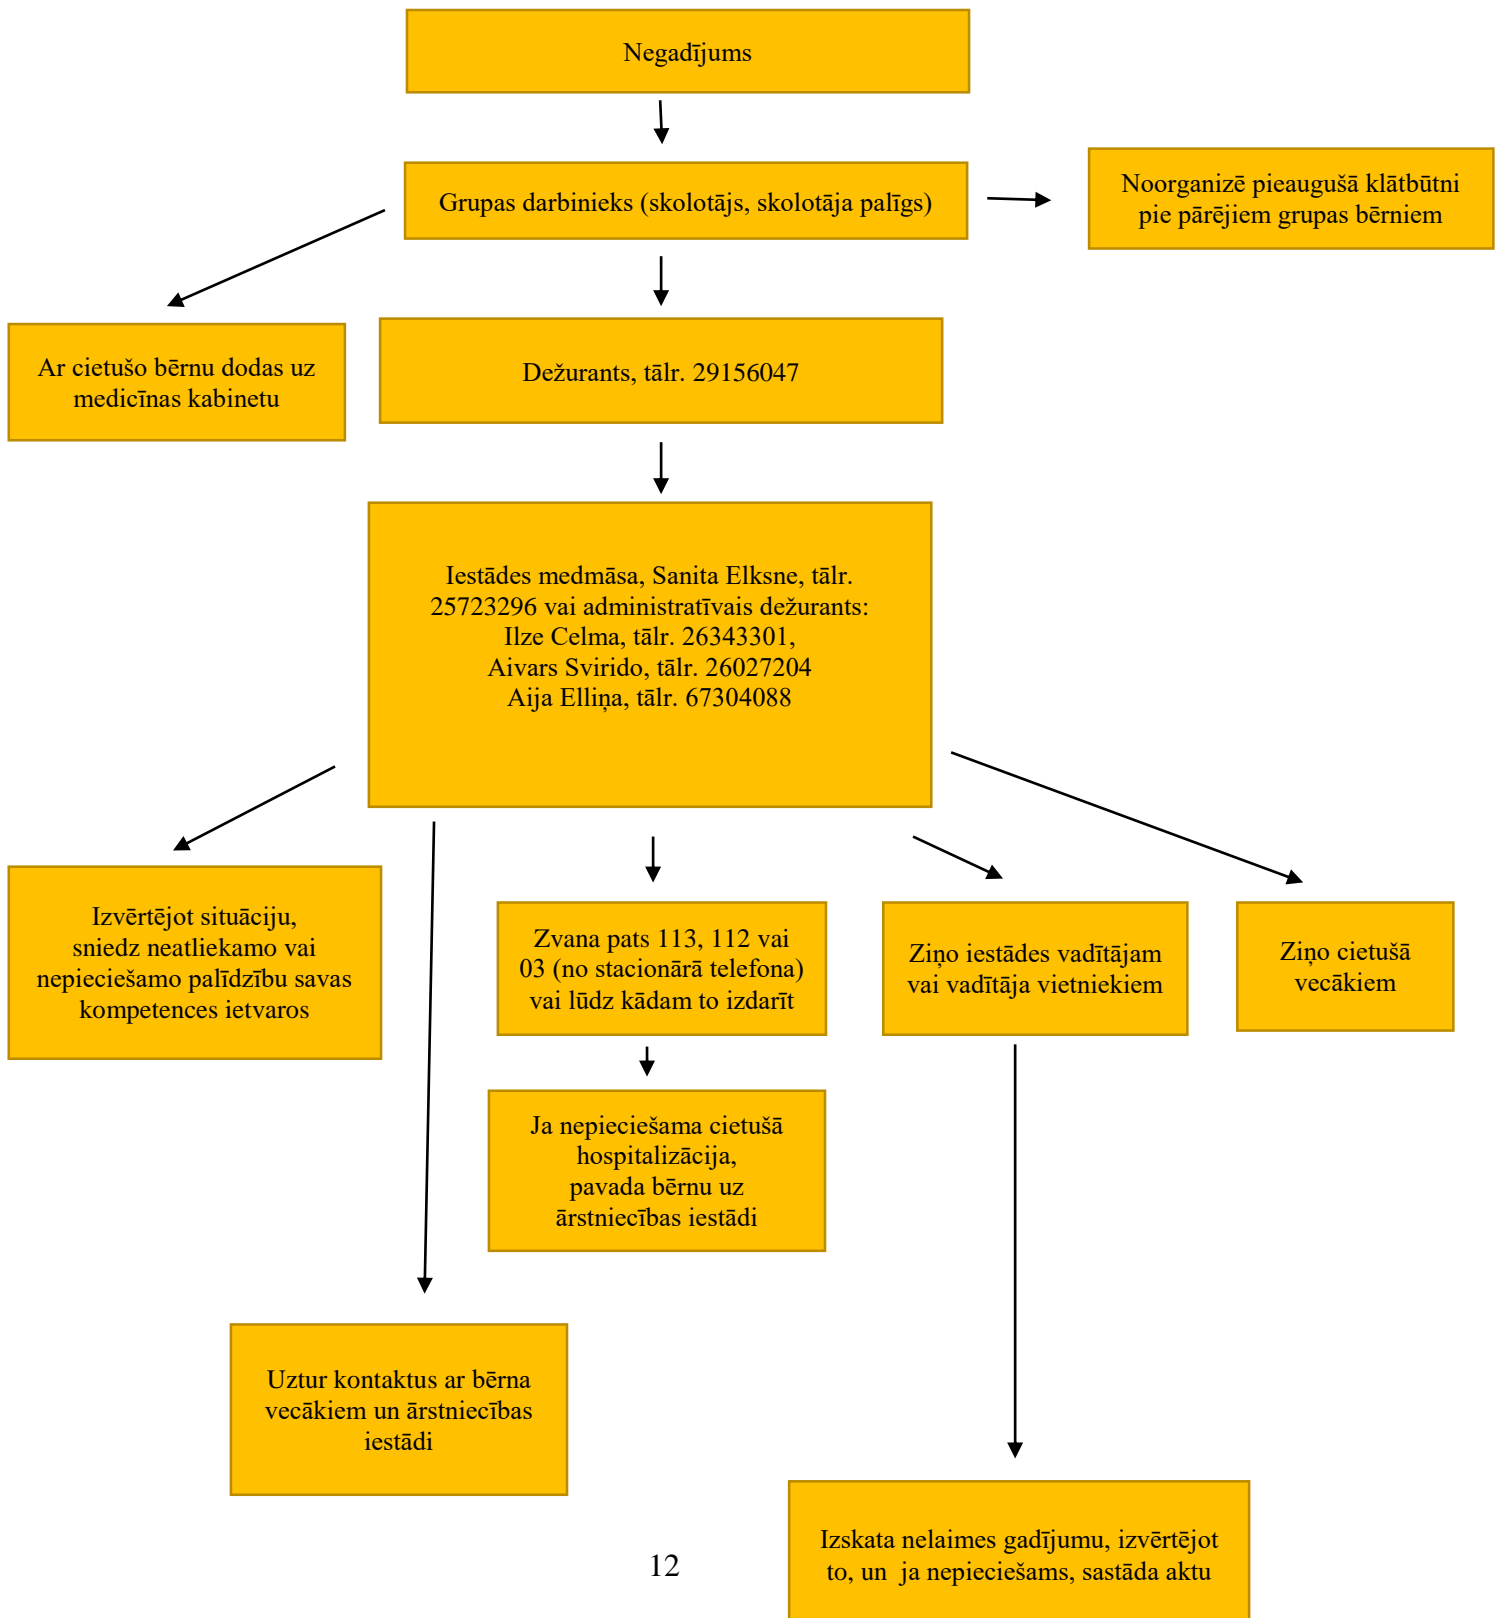 Negadījums
Grupas darbinieks (skolotājs, skolotāja palīgs)
Noorganizē pieaugušā klātbūtni
pie pārējiem grupas bērniem
Ar cietušo bērnu dodas uz
medicīnas kabinetu
Dežurants, tālr. 29156047
Iestādes medmāsa, Sanita Elksne, tālr.
25723296 vai administratīvais dežurants:
Ilze Celma, tālr. 26343301,
Aivars Svirido, tālr. 26027204
Aija Elliņa, tālr. 67304088
Izvērtējot situāciju,
sniedz neatliekamo vai
nepieciešamo palīdzību savas
kompetences ietvaros
Zvana pats 113, 112 vai
03 (no stacionārā telefona)
vai lūdz kādam to izdarīt
Ziņo iestādes vadītājam
vai vadītāja vietniekiem
Ziņo cietušā
vecākiem
Ja nepieciešama cietušā
hospitalizācija,
pavada bērnu uz
ārstniecības iestādi
Uztur kontaktus ar bērna
vecākiem un ārstniecības
iestādi
Izskata nelaimes gadījumu, izvērtējot
to, un  ja nepieciešams, sastāda aktu
12